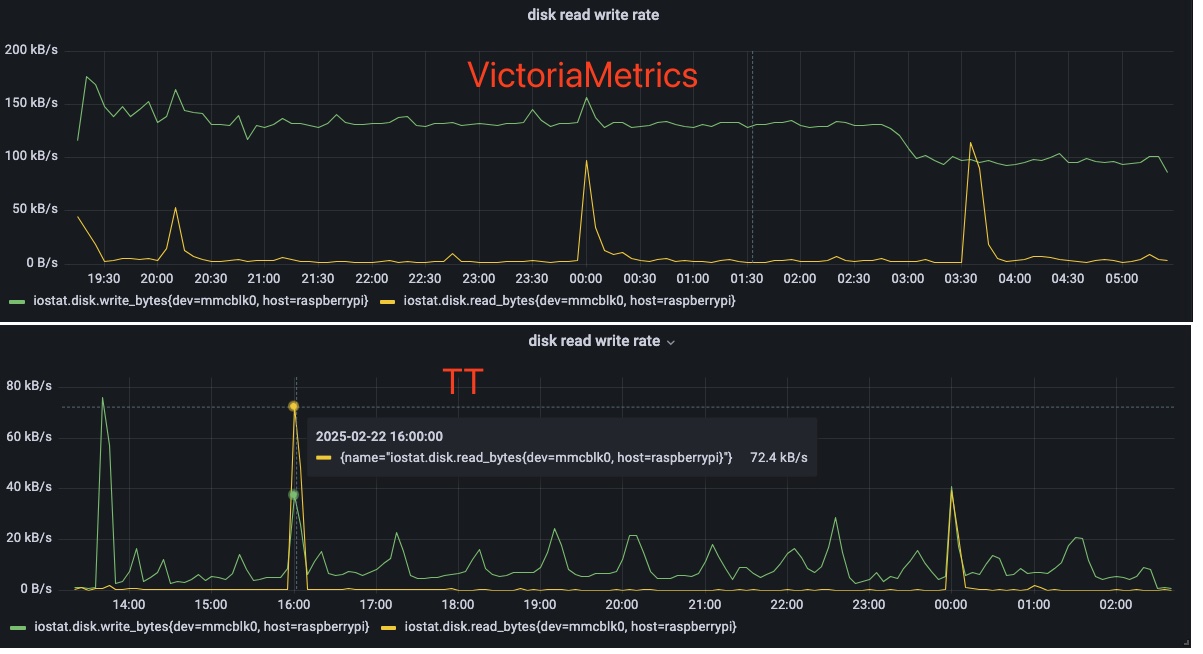 disk read write rate
200 kB/s
VictoriaMetrics
150 kB/s
100 kB/s
50 kB/s
0 B/s
19:30 20:00 20:30 21:00 21:30 22:00 22:30 23:00 23:30 00:00 00:30 01:00 01:30 02:00 02:30 03:00 03:30 04:00 04:30 05:00
iostat.disk.write_bytes{dev=mmcblk0, host=raspberrypi} iostat.disk.read_bytes{dev=mmcblk0, host=raspberrypi}
disk read write rate
80 kB/s
TT
60 kB/s
2025-02-22 16:00:00
{name="iostat.disk.read_bytes{dev=mmcblk0, host=raspberrypi}"} 72.4 kB/s
40 kB/s
20 kB/s
0 B/s
14:00 15:00 16:00 17:00 18:00 19:00 20:00 21:00 22:00 23:00 00:00 01:00 02:00
iostat.disk.write_bytes{dev=mmcblk0, host=raspberrypi} iostat.disk.read_bytes{dev=mmcblk0, host=raspberrypi}